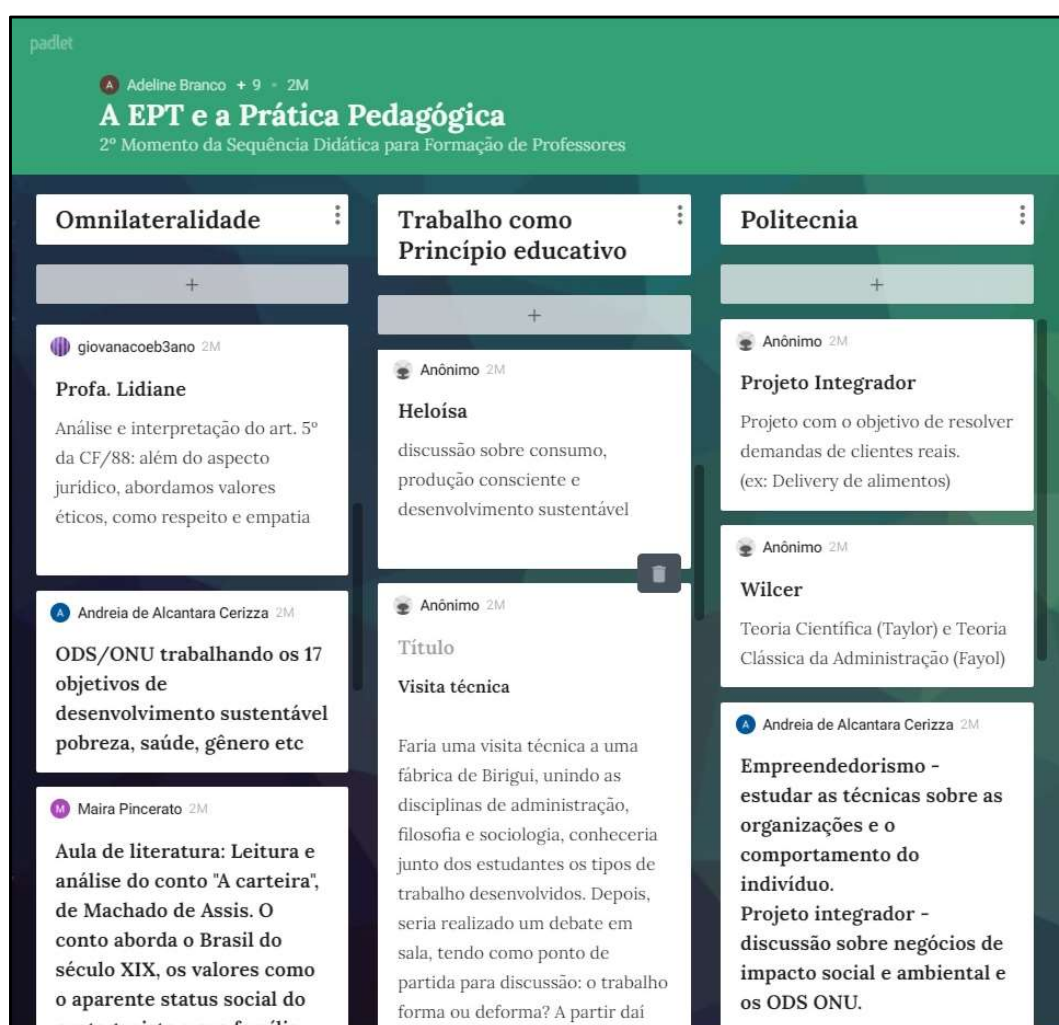 padlet
Adeline Branco + 9 • 2M
A EPT e a Prática Pedagógica
2º Momento da Sequência Didática para Formação de Professores
Omnilateralidade
+
giovanacoeb3ano 2M
Profa. Lidiane
Análise e interpretação do art. 5º
da CF/88: além do aspecto
jurídico, abordamos valores
éticos, como respeito e empatia
A Andreia de Alcantara Cerizza 2M
ODS/ONU trabalhando os 17
objetivos de
desenvolvimento sustentável
pobreza, saúde, gênero etc
M Maira Pincerato 2M
Aula de literatura: Leitura e
análise do conto "A carteira",
de Machado de Assis. O
conto aborda o Brasil do
século XIX, os valores como
o aparente status social do
Trabalho como
Princípio educativo
+
Anônimo 2M
Heloísa
discussão sobre consumo,
produção consciente e
desenvolvimento sustentável
Anônimo 2M
Título
Visita técnica
Faria uma visita técnica a uma
fábrica de Birigui, unindo as
disciplinas de administração,
filosofia e sociologia, conheceria
junto dos estudantes os tipos de
trabalho desenvolvidos. Depois,
seria realizado um debate em
sala, tendo como ponto de
partida para discussão: o trabalho
forma ou deforma? A partir daí
Politecnia
+
Anônimo 2M
Projeto Integrador
Projeto com o objetivo de resolver
demandas de clientes reais.
(ex: Delivery de alimentos)
Anônimo 2M
Wilcer
Teoria Científica (Taylor) e Teoria
Clássica da Administração (Fayol)
A Andreia de Alcantara Cerizza 2M
Empreendedorismo -
estudar as técnicas sobre as
organizações e o
comportamento do
indivíduo.
Projeto integrador -
discussão sobre negócios de
impacto social e ambiental e
os ODS ONU.